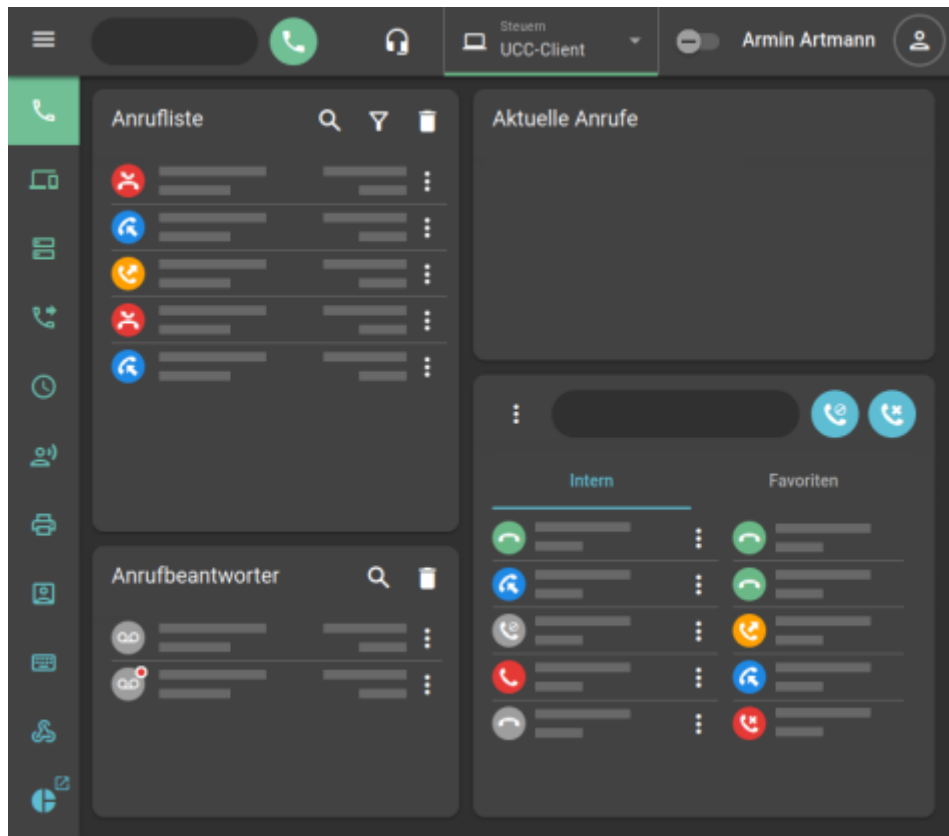 Steuern
UCC-Client
Armin Artmann
Anrufliste
Aktuelle Anrufe
Intern
Favoriten
Anrufbeantworter